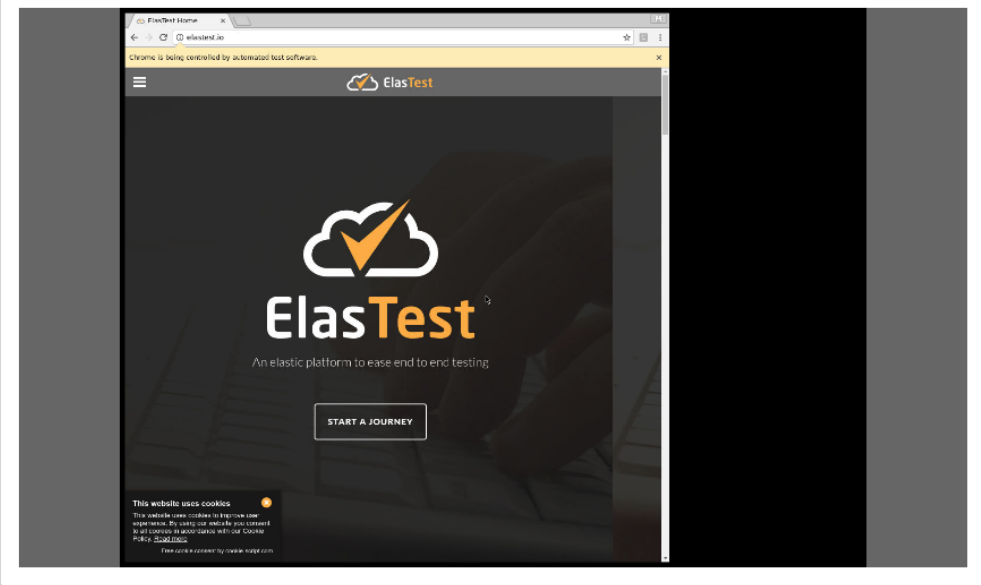 ElasTest Home
elastest.io
Chrome is being controlled by automated test software.
ElasTest
ElasTest
An elastic platform to ease end to end testing
START A JOURNEY
This website uses cookies
This website uses cookies to improve user
experience. By using our website you consent
to all cookies in accordance with our Cookie
Policy. Read more
Free cookie consent by cookie-script.com